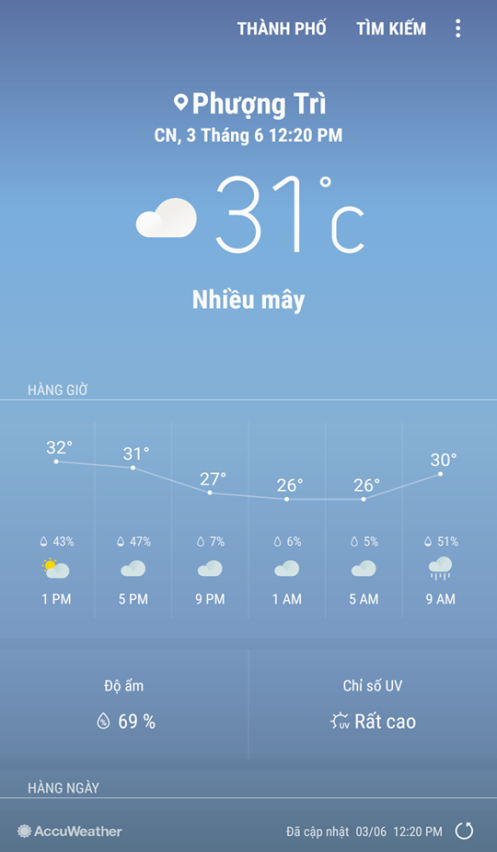 THÀNH PHỐ TÌM KIẾM
Phượng Trì
CN, 3 Tháng 6 12:20 PM
31°c
Nhiều mây
HÀNG GIỜ
32° 31° 27° 26° 26° 30°
43% 47% 7% 6% 5% 51%
1 PM 5 PM 9 PM 1 AM 5 AM 9 AM
Độ ẩm Chỉ số UV
% 69 % UV Rất cao
HÀNG NGÀY
AccuWeather Đã cập nhật 03/06 12:20 PM